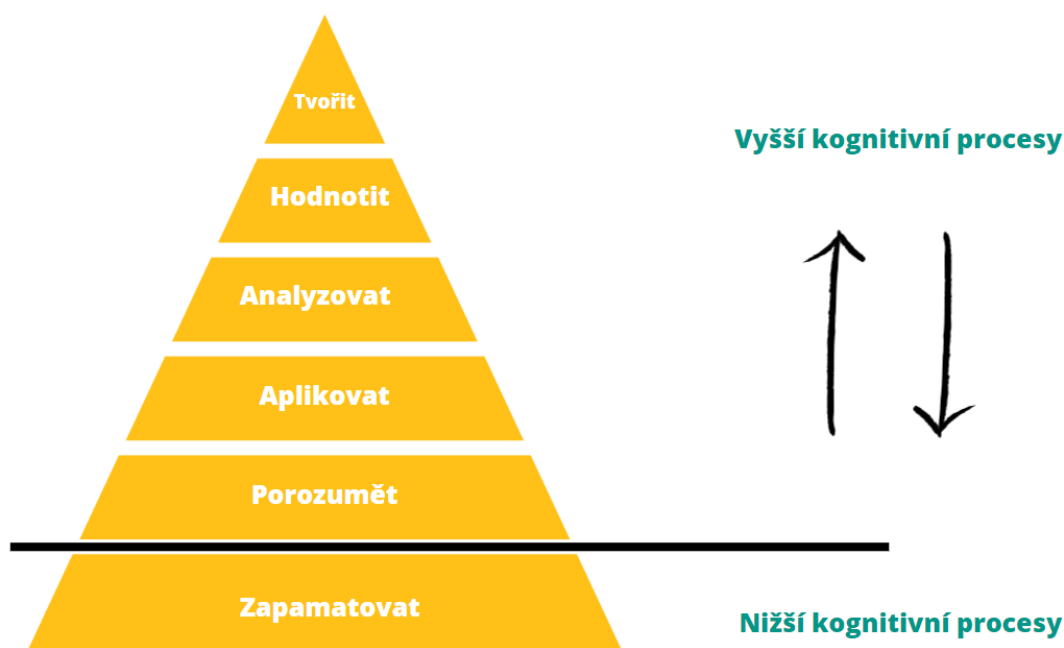 Tvořit
Vyšší kognitivní procesy
Hodnotit
Analyzovat
Aplikovat
Porozumět
Zapamatovat
Nižší kognitivní procesy